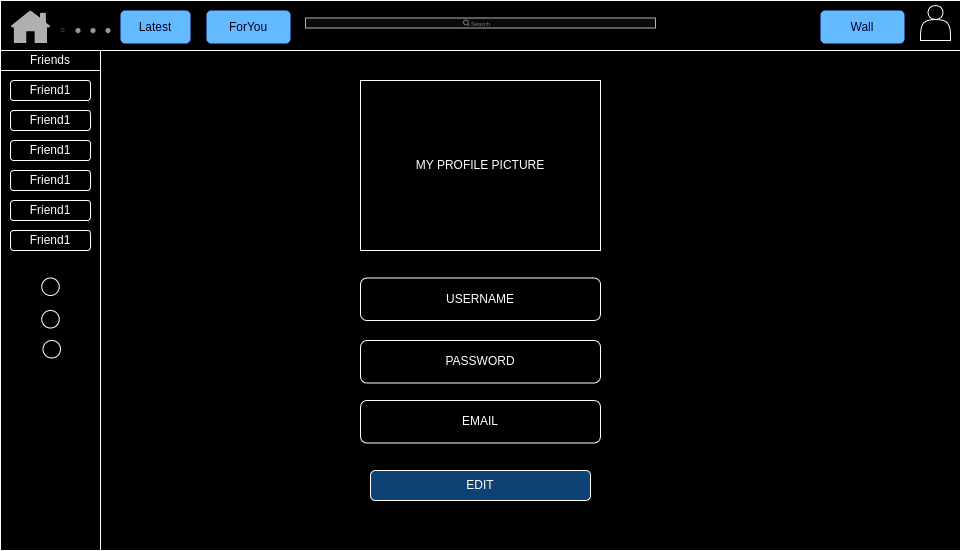 Latest
ForYou
Search
Wall
Friends
Friend1
Friend1
Friend1
Friend1
Friend1
Friend1
MY PROFILE PICTURE
USERNAME
PASSWORD
EMAIL
EDIT